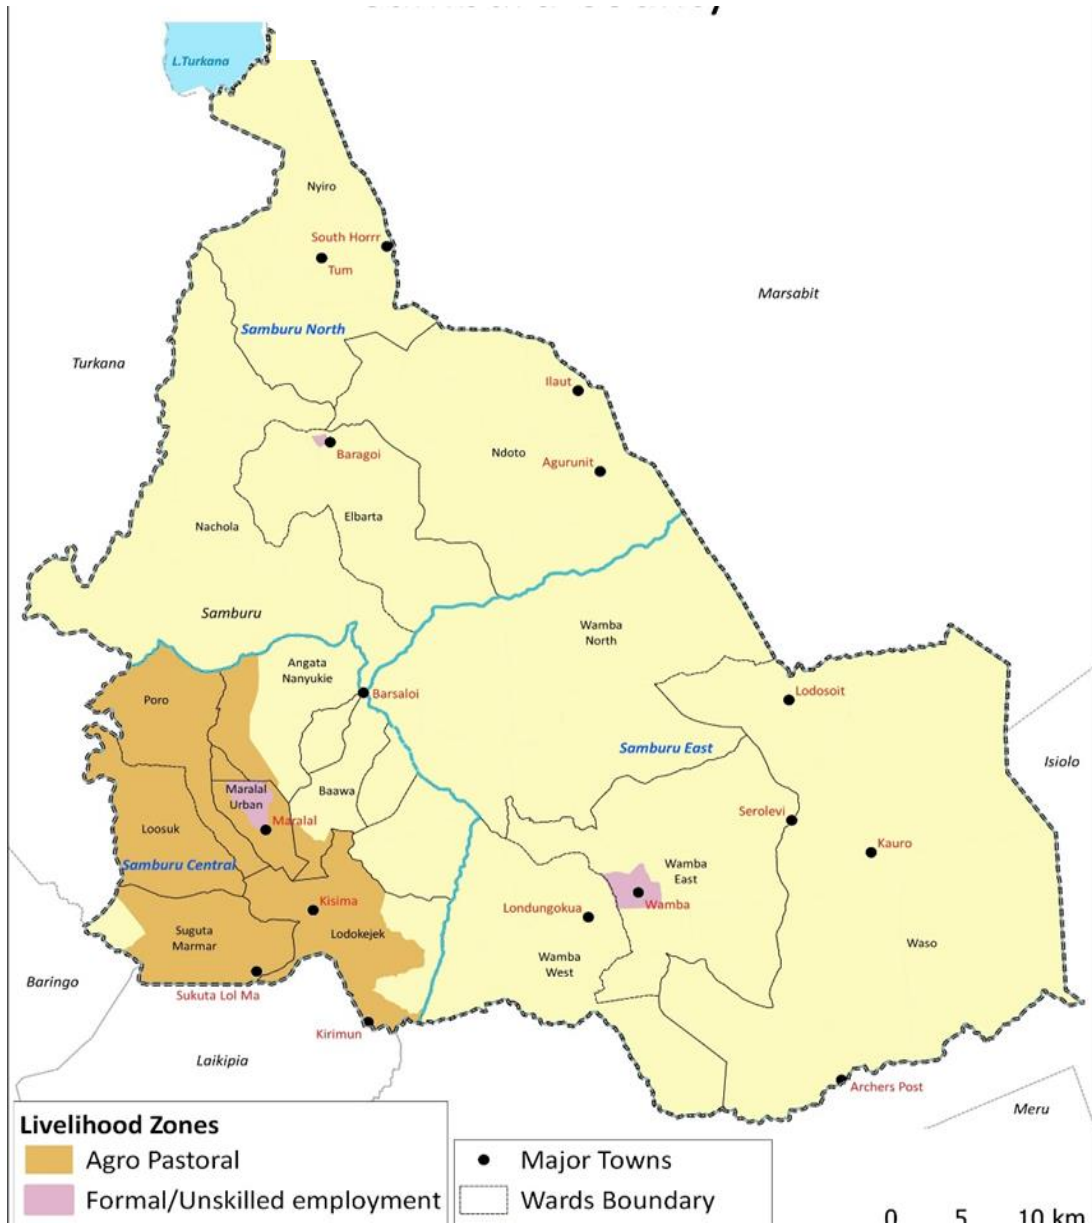 L.Turkana
Nyiro
South Horrr
Tum
Marsabit
Samburu North
Turkana
Ilaut
Baragoi
Ndoto
Agurunit
Elbarta
Nachola
Samburu
Wamba
North
Angata
Nanyukie
Poro
Barsaloi
Lodosoit
Samburu East
Isiolo
Maralal
Urban
Baawa
Maralal
Loosuk
Serolevi
Kauro
Samburu Central
Wamba
East
Wamba
Kisima
Londungokua
Suguta
Marmar
Lodokejek
Waso
Wamba
West
Baringo
Sukuta Lol Ma
Kirimun
Laikipia
Archers Post
Meru
Livelihood Zones
Agro Pastoral
Formal/Unskilled employment
Major Towns
Wards Boundary
0 5 10 km